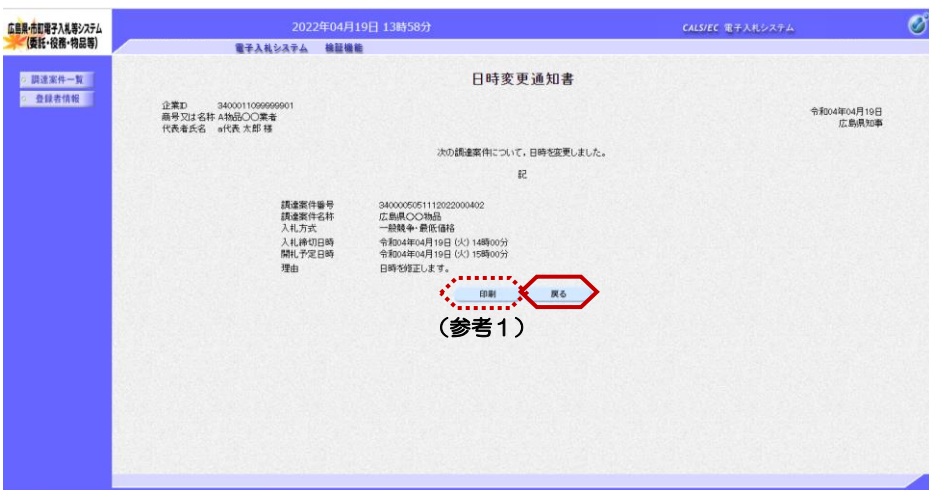 広島県・市町電子入札等システム
(委託・役務・物品等)
2022年04月19日 13時58分
CALS/EC 電子入札システム
電子入札システム 検証機能
調達案件一覧
登録者情報
日時変更通知書
企業ID 3400011099999901
商号又は名称 A物品〇〇業者
代表者氏名 a代表 太郎 様
令和04年04月19日
広島県知事
次の調達案件について，日時を変更しました。
記
調達案件番号 3400005051112022000402
調達案件名称 広島県〇〇物品
入札方式 一般競争・最低価格
入札締切日時 令和04年04月19日 (火) 14時00分
開札予定日時 令和04年04月19日 (火) 15時00分
理由 日時を修正します。
印刷 戻る
(参考１)